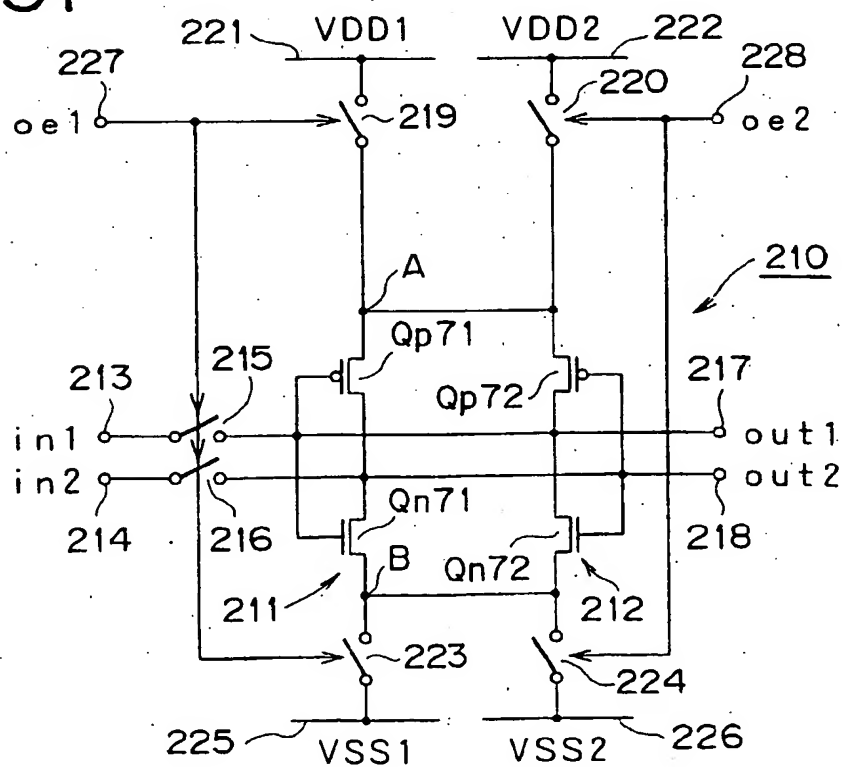 221 VDD1 VDD2 222
227 220 228
oe1 219 oe2
A 210
Qp71
213 215 Qp72 217
in1 out1
in2 out2
214 216 Qn71 218
B Qn72
211 212
223 224
225 VSS1 VSS2 226